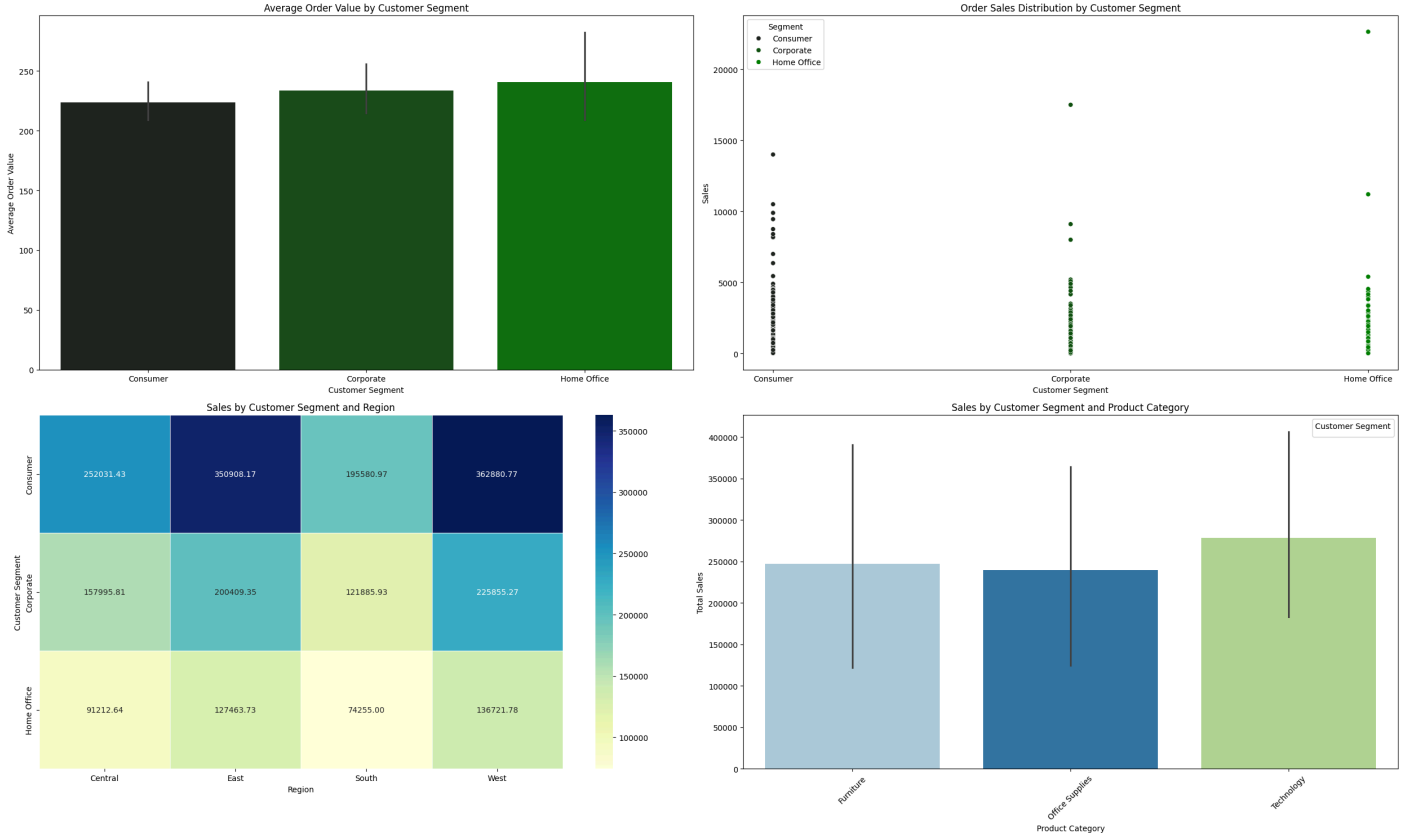 Average Order Value by Customer Segment
Average Order Value
250
200
150
100
50
0
Consumer
Corporate
Home Office
Customer Segment
Order Sales Distribution by Customer Segment
Segment
Consumer
Corporate
Home Office
Sales
20000
15000
10000
5000
0
Consumer
Corporate
Home Office
Customer Segment
Sales by Customer Segment and Region
Customer Segment
Consumer
252031.43 350908.17 195580.97 362880.77
Corporate
157995.81 200409.35 121885.93 225855.27
Home Office
91212.64 127463.73 74255.00 136721.78
Central East South West
Region
350000
300000
250000
200000
150000
100000
Sales by Customer Segment and Product Category
Customer Segment
Total Sales
400000
350000
300000
250000
200000
150000
100000
50000
0
Furniture
Office Supplies
Technology
Product Category